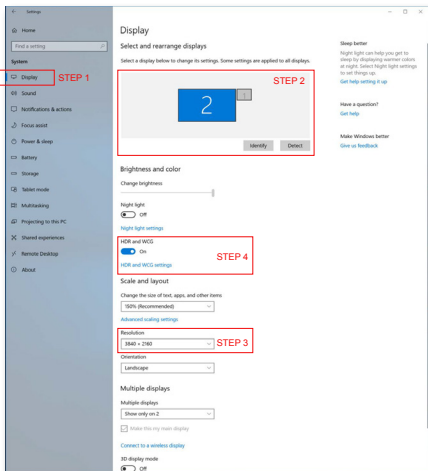 Settings
Home
Find a setting
System
Display
STEP 1
Sound
Notifications & actions
Focus assist
Power & sleep
Battery
Storage
Tablet mode
Multitasking
Projecting to this PC
Shared experiences
Remote Desktop
About
Display
Select and rearrange displays
Select a display below to change its settings. Some settings are applied to all displays.
STEP 2
2
1
Identify
Detect
Brightness and color
Change brightness
Night light
Off
Night light settings
HDR and WCG
On
STEP 4
HDR and WCG settings
Scale and layout
Change the size of text, apps, and other items
150% (Recommended)
Advanced scaling settings
Resolution
3840 × 2160
STEP 3
Orientation
Landscape
Multiple displays
Multiple displays
Show only on 2
Make this my main display
Connect to a wireless display
3D display mode
Off
Sleep better
Night light can help you get to
sleep by displaying warmer colors
at night. Select Night light settings
to set things up.
Get help setting it up
Have a question?
Get help
Make Windows better
Give us feedback